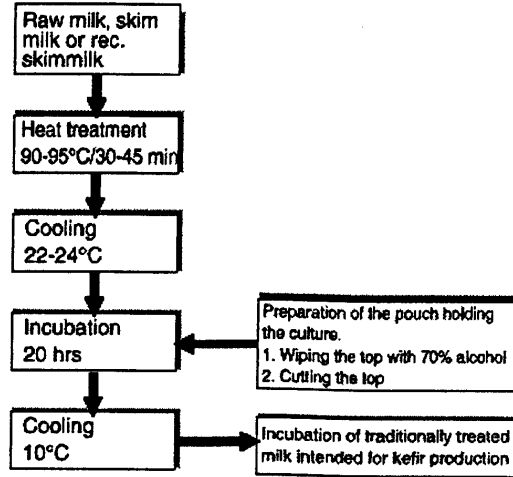 Raw milk, skim
milk or rec.
skimmilk
Heat treatment
90-95°C/30-45 min
Cooling
22-24°C
Incubation
20 hrs
Preparation of the pouch holding
the culture.
1. Wiping the top with 70% alcohol
2. Cutting the top
Cooling
10°C
Incubation of traditionally treated
milk intended for kefir production